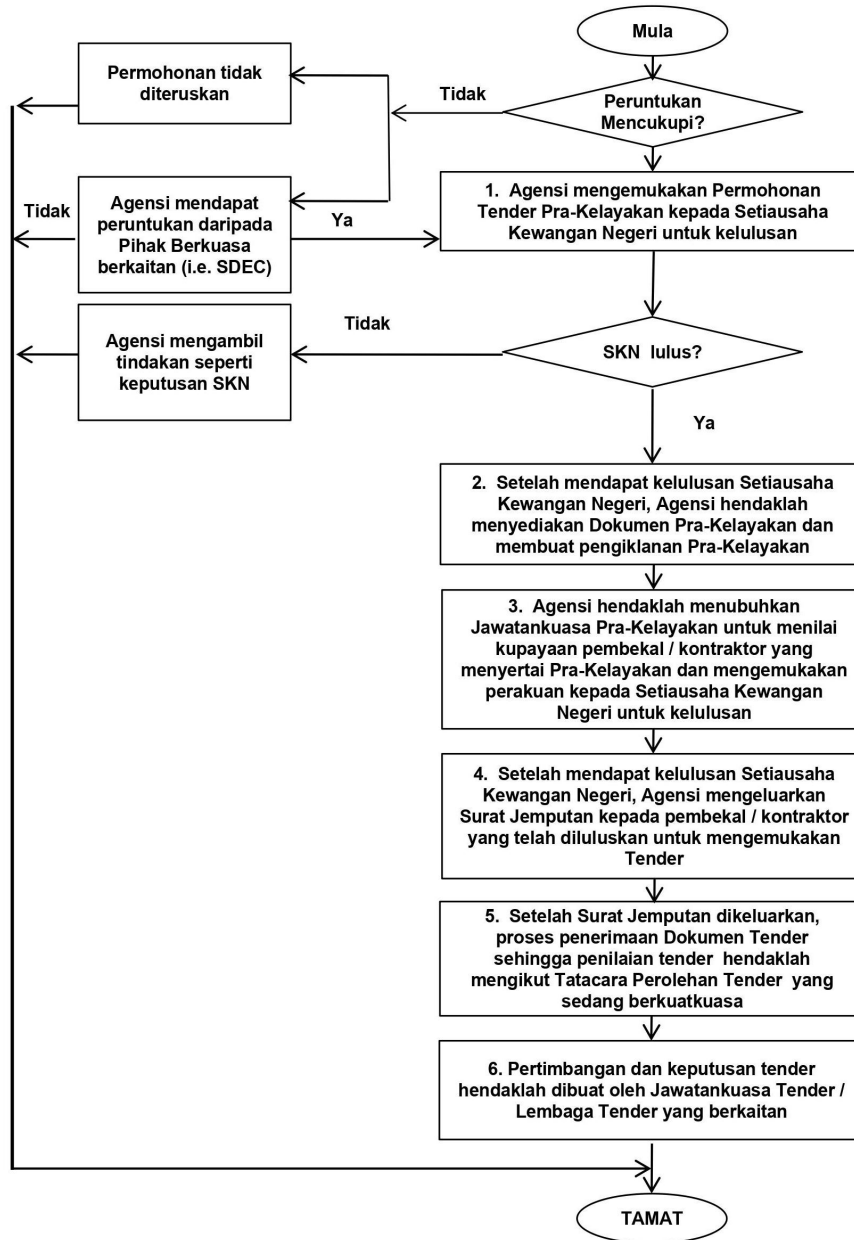 Mula
Permohonan tidak
diteruskan
Tidak
Peruntukan
Mencukupi?
Tidak
Agensi mendapat
peruntukan daripada
Pihak Berkuasa
berkaitan (i.e. SDEC)
Ya
1. Agensi mengemukakan Permohonan
Tender Pra-Kelayakan kepada Setiausaha
Kewangan Negeri untuk kelulusan
Agensi mengambil
tindakan seperti
keputusan SKN
Tidak
SKN lulus?
Ya
2. Setelah mendapat kelulusan Setiausaha
Kewangan Negeri, Agensi hendaklah
menyediakan Dokumen Pra-Kelayakan dan
membuat pengiklanan Pra-Kelayakan
3. Agensi hendaklah menubuhkan
Jawatankuasa Pra-Kelayakan untuk menilai
kupayaan pembekal / kontraktor yang
menyertai Pra-Kelayakan dan mengemukakan
perakuan kepada Setiausaha Kewangan
Negeri untuk kelulusan
4. Setelah mendapat kelulusan Setiausaha
Kewangan Negeri, Agensi mengeluarkan
Surat Jemputan kepada pembekal / kontraktor
yang telah diluluskan untuk mengemukakan
Tender
5. Setelah Surat Jemputan dikeluarkan,
proses penerimaan Dokumen Tender
sehingga penilaian tender hendaklah
mengikut Tatacara Perolehan Tender yang
sedang berkuatkuasa
6. Pertimbangan dan keputusan tender
hendaklah dibuat oleh Jawatankuasa Tender /
Lembaga Tender yang berkaitan
TAMAT